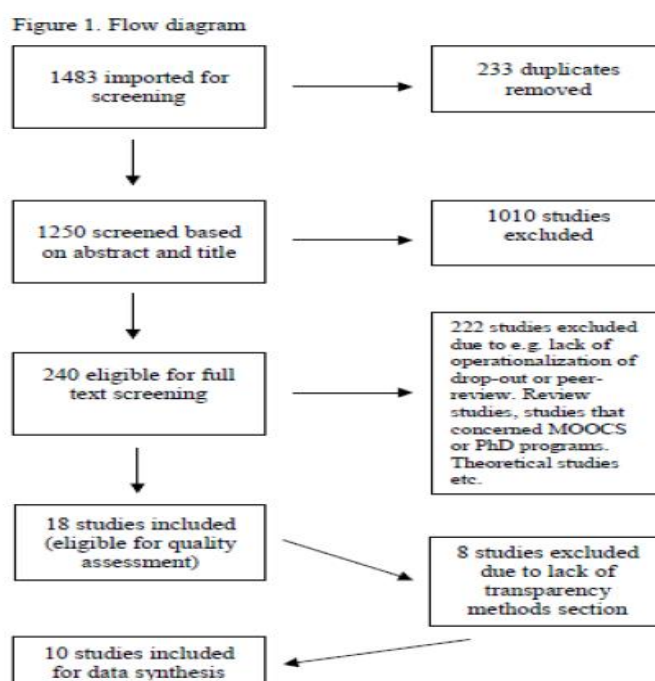 Figure 1. Flow diagram
1483 imported for
screening
233 duplicates
removed
1250 screened based
on abstract and title
1010 studies
excluded
240 eligible for full
text screening
222 studies excluded
due to e.g. lack of
operationalization of
drop-out or peer-
review. Review
studies, studies that
concerned MOOCS
or PhD programs.
Theoretical studies
etc.
18 studies included
(eligible for quality
assessment)
8 studies excluded
due to lack of
transparency
methods section
10 studies included
for data synthesis